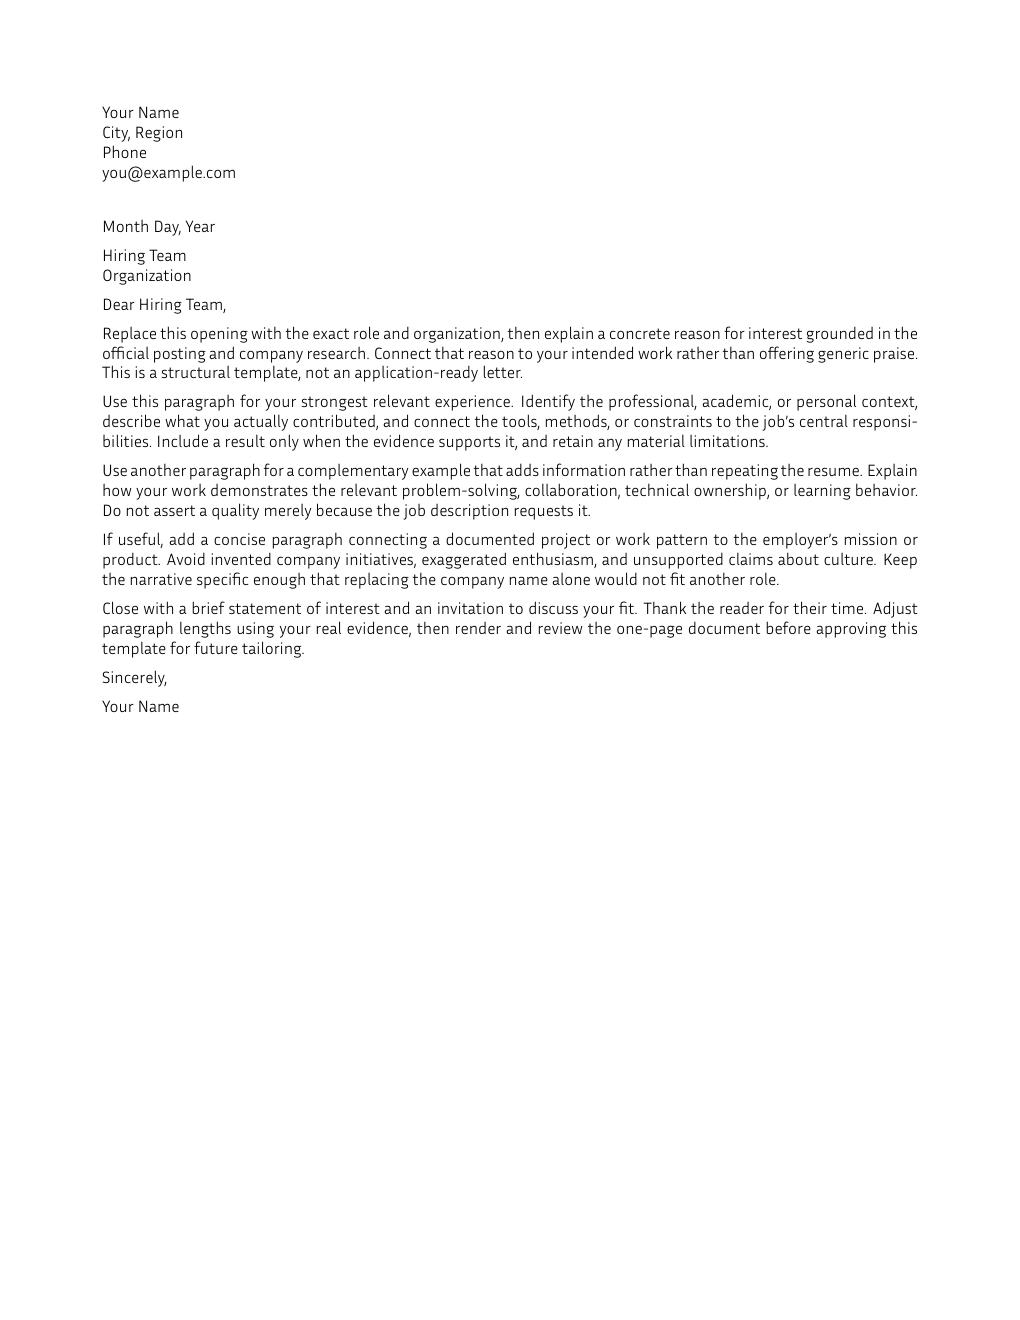 Your Name
City, Region
Phone
you@example.com
Month Day, Year
Hiring Team
Organization
Dear Hiring Team,
Replace this opening with the exact role and organization, then explain a concrete reason for interest grounded in the
official posting and company research. Connect that reason to your intended work rather than offering generic praise.
This is a structural template, not an application-ready letter.
Use this paragraph for your strongest relevant experience. Identify the professional, academic, or personal context,
describe what you actually contributed, and connect the tools, methods, or constraints to the job’s central responsi-
bilities. Include a result only when the evidence supports it, and retain any material limitations.
Use another paragraph for a complementary example that adds information rather than repeating the resume. Explain
how your work demonstrates the relevant problem-solving, collaboration, technical ownership, or learning behavior.
Do not assert a quality merely because the job description requests it.
If useful, add a concise paragraph connecting a documented project or work pattern to the employer’s mission or
product. Avoid invented company initiatives, exaggerated enthusiasm, and unsupported claims about culture. Keep
the narrative specific enough that replacing the company name alone would not fit another role.
Close with a brief statement of interest and an invitation to discuss your fit. Thank the reader for their time. Adjust
paragraph lengths using your real evidence, then render and review the one-page document before approving this
template for future tailoring.
Sincerely,
Your Name